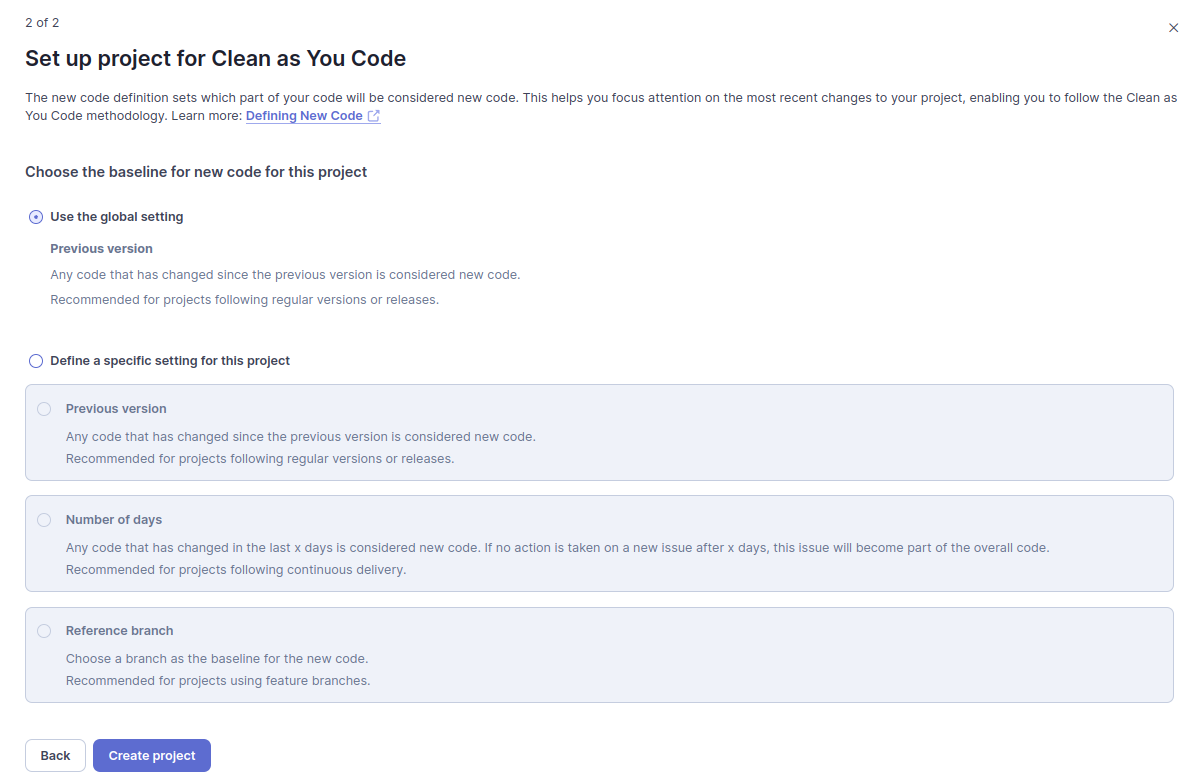 2 of 2
Set up project for Clean as You Code
The new code definition sets which part of your code will be considered new code. This helps you focus attention on the most recent changes to your project, enabling you to follow the Clean as
You Code methodology. Learn more: Defining New Code
Choose the baseline for new code for this project
Use the global setting
Previous version
Any code that has changed since the previous version is considered new code.
Recommended for projects following regular versions or releases.
Define a specific setting for this project
Previous version
Any code that has changed since the previous version is considered new code.
Recommended for projects following regular versions or releases.
Number of days
Any code that has changed in the last x days is considered new code. If no action is taken on a new issue after x days, this issue will become part of the overall code.
Recommended for projects following continuous delivery.
Reference branch
Choose a branch as the baseline for the new code.
Recommended for projects using feature branches.
Back
Create project